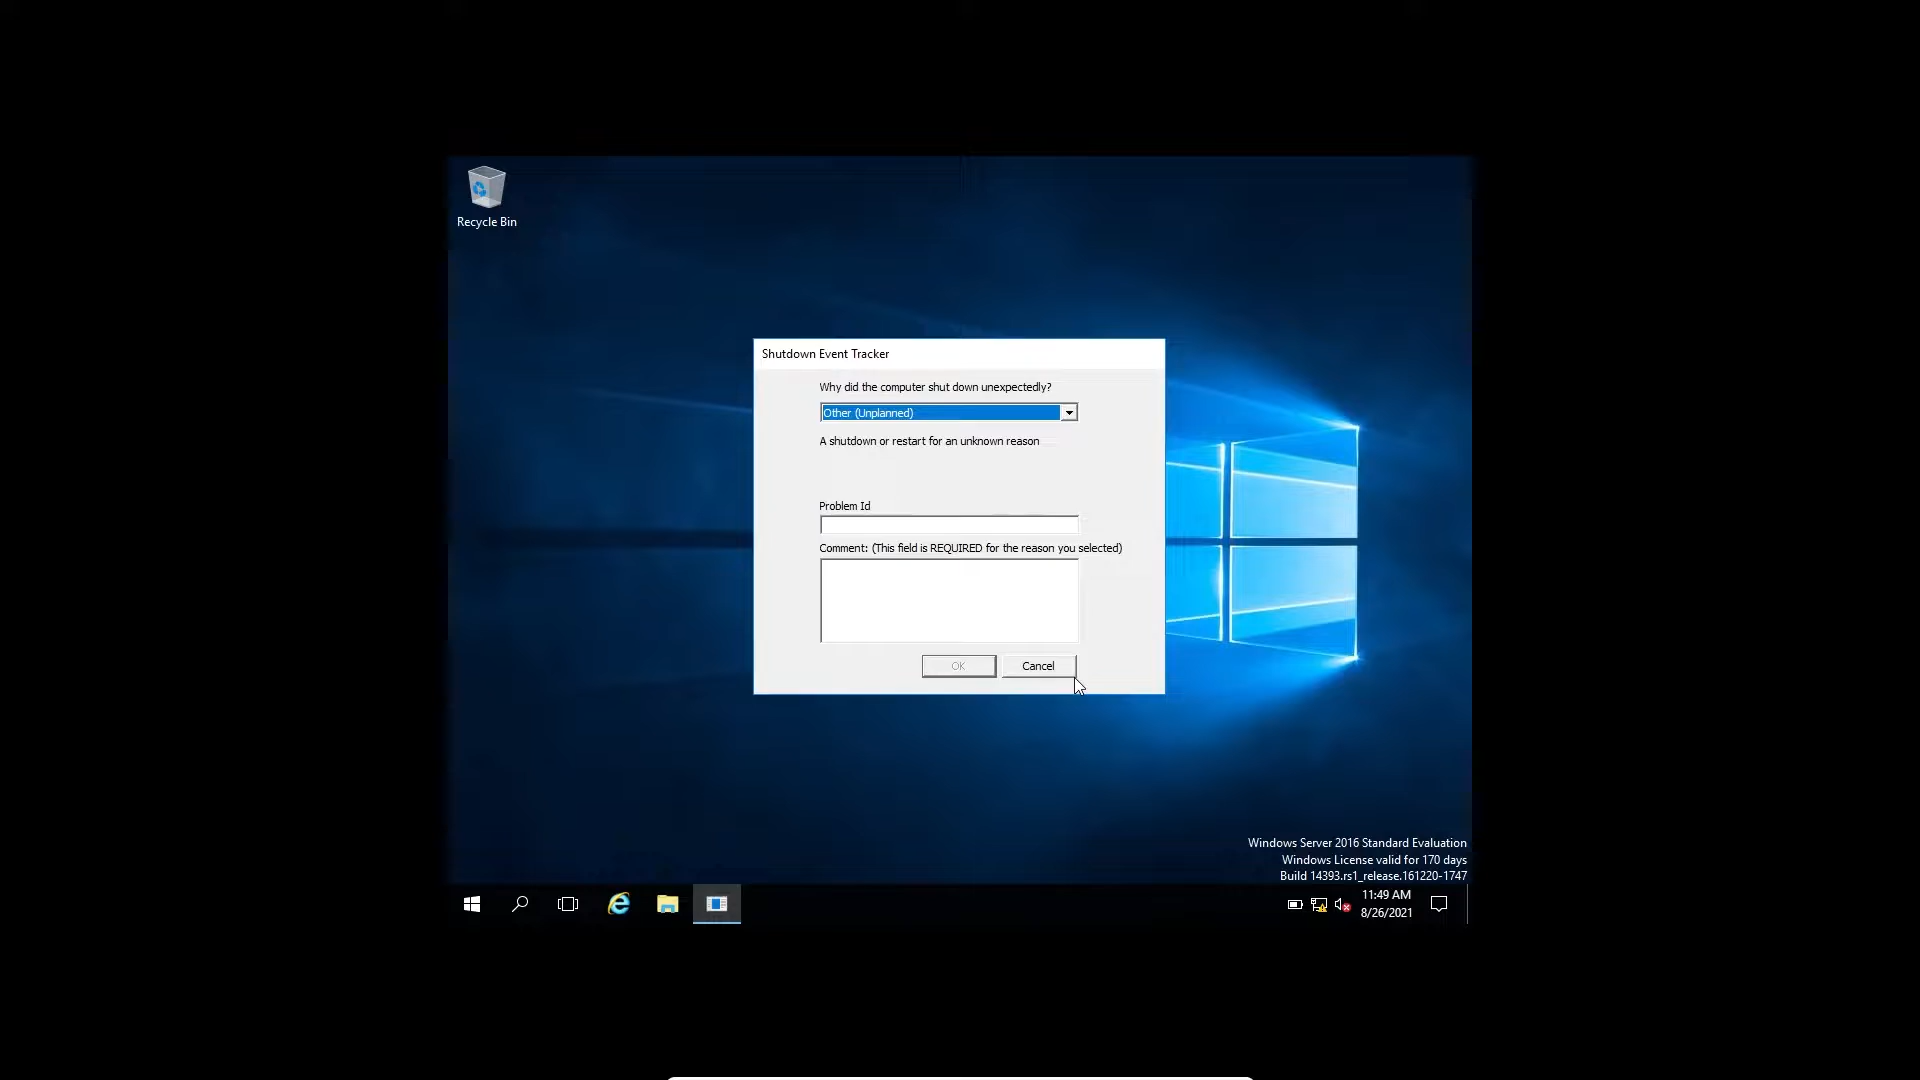 Recycle Bin
Shutdown Event Tracker
Why did the computer shut down unexpectedly?
Other (Unplanned)
A shutdown or restart for an unknown reason
Problem Id
Comment: (This field is REQUIRED for the reason you selected)
OK
Cancel
Windows Server 2016 Standard Evaluation
Windows License valid for 170 days
Build 14393.rs1_release.161220-1747
11:49 AM
8/26/2021